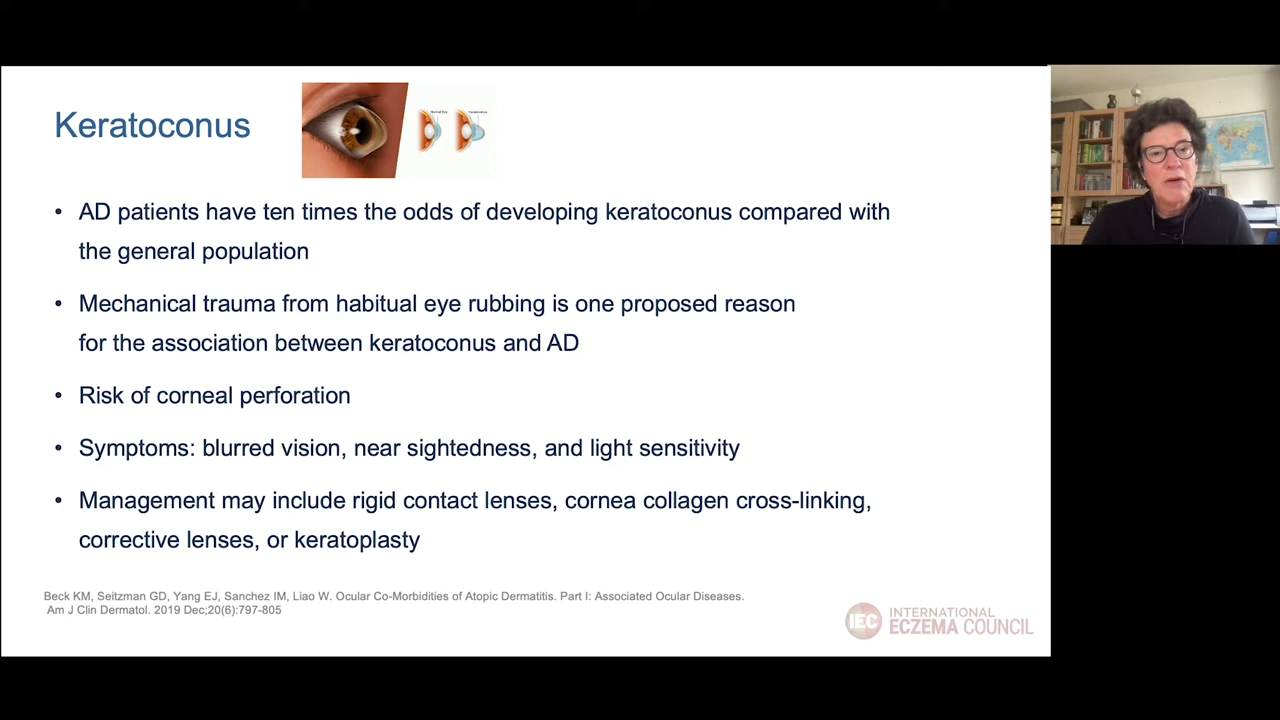 Keratoconus
Normal Eye
Keratoconus
• AD patients have ten times the odds of developing keratoconus compared with
the general population
• Mechanical trauma from habitual eye rubbing is one proposed reason
for the association between keratoconus and AD
• Risk of corneal perforation
• Symptoms: blurred vision, near sightedness, and light sensitivity
• Management may include rigid contact lenses, cornea collagen cross-linking,
corrective lenses, or keratoplasty
Beck KM, Seitzman GD, Yang EJ, Sanchez IM, Liao W. Ocular Co-Morbidities of Atopic Dermatitis. Part I: Associated Ocular Diseases.
Am J Clin Dermatol. 2019 Dec;20(6):797-805
IEC
INTERNATIONAL
ECZEMA COUNCIL